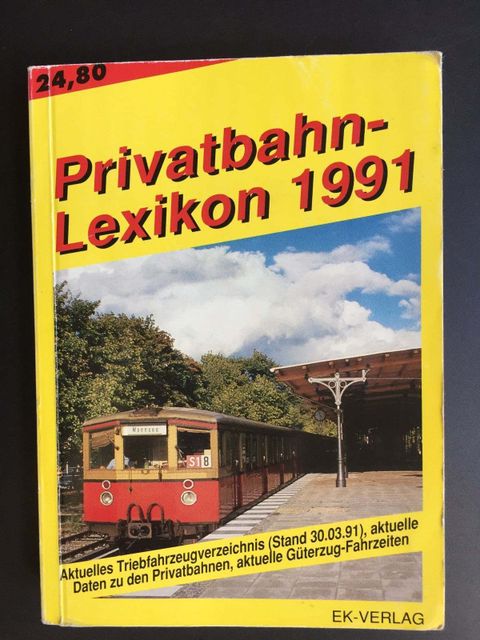 24,80
Privatbahn-
Lexikon 1991
Wannsee
S 8
Aktuelles Triebfahrzeugverzeichnis (Stand 30.03.91), aktuelle
Daten zu den Privatbahnen, aktuelle Güterzug-Fahrzeiten
EK-VERLAG